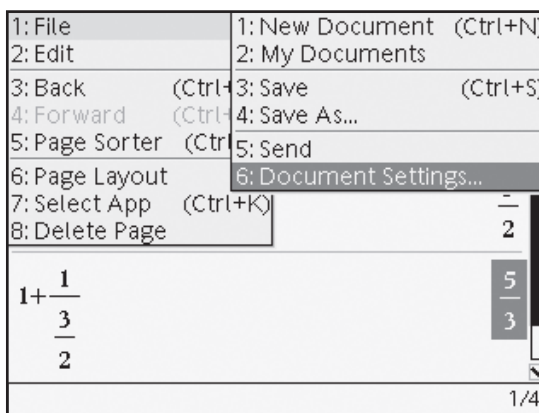 1: File
2: Edit
3: Back (Ctrl+
4: Forward (Ctrl+
5: Page Sorter (Ctrl
6: Page Layout
7: Select App (Ctrl+K)
8: Delete Page
1: New Document (Ctrl+N)
2: My Documents
3: Save (Ctrl+S)
4: Save As...
5: Send
6: Document Settings...
2
1+
1
3
2
5
3
1/4